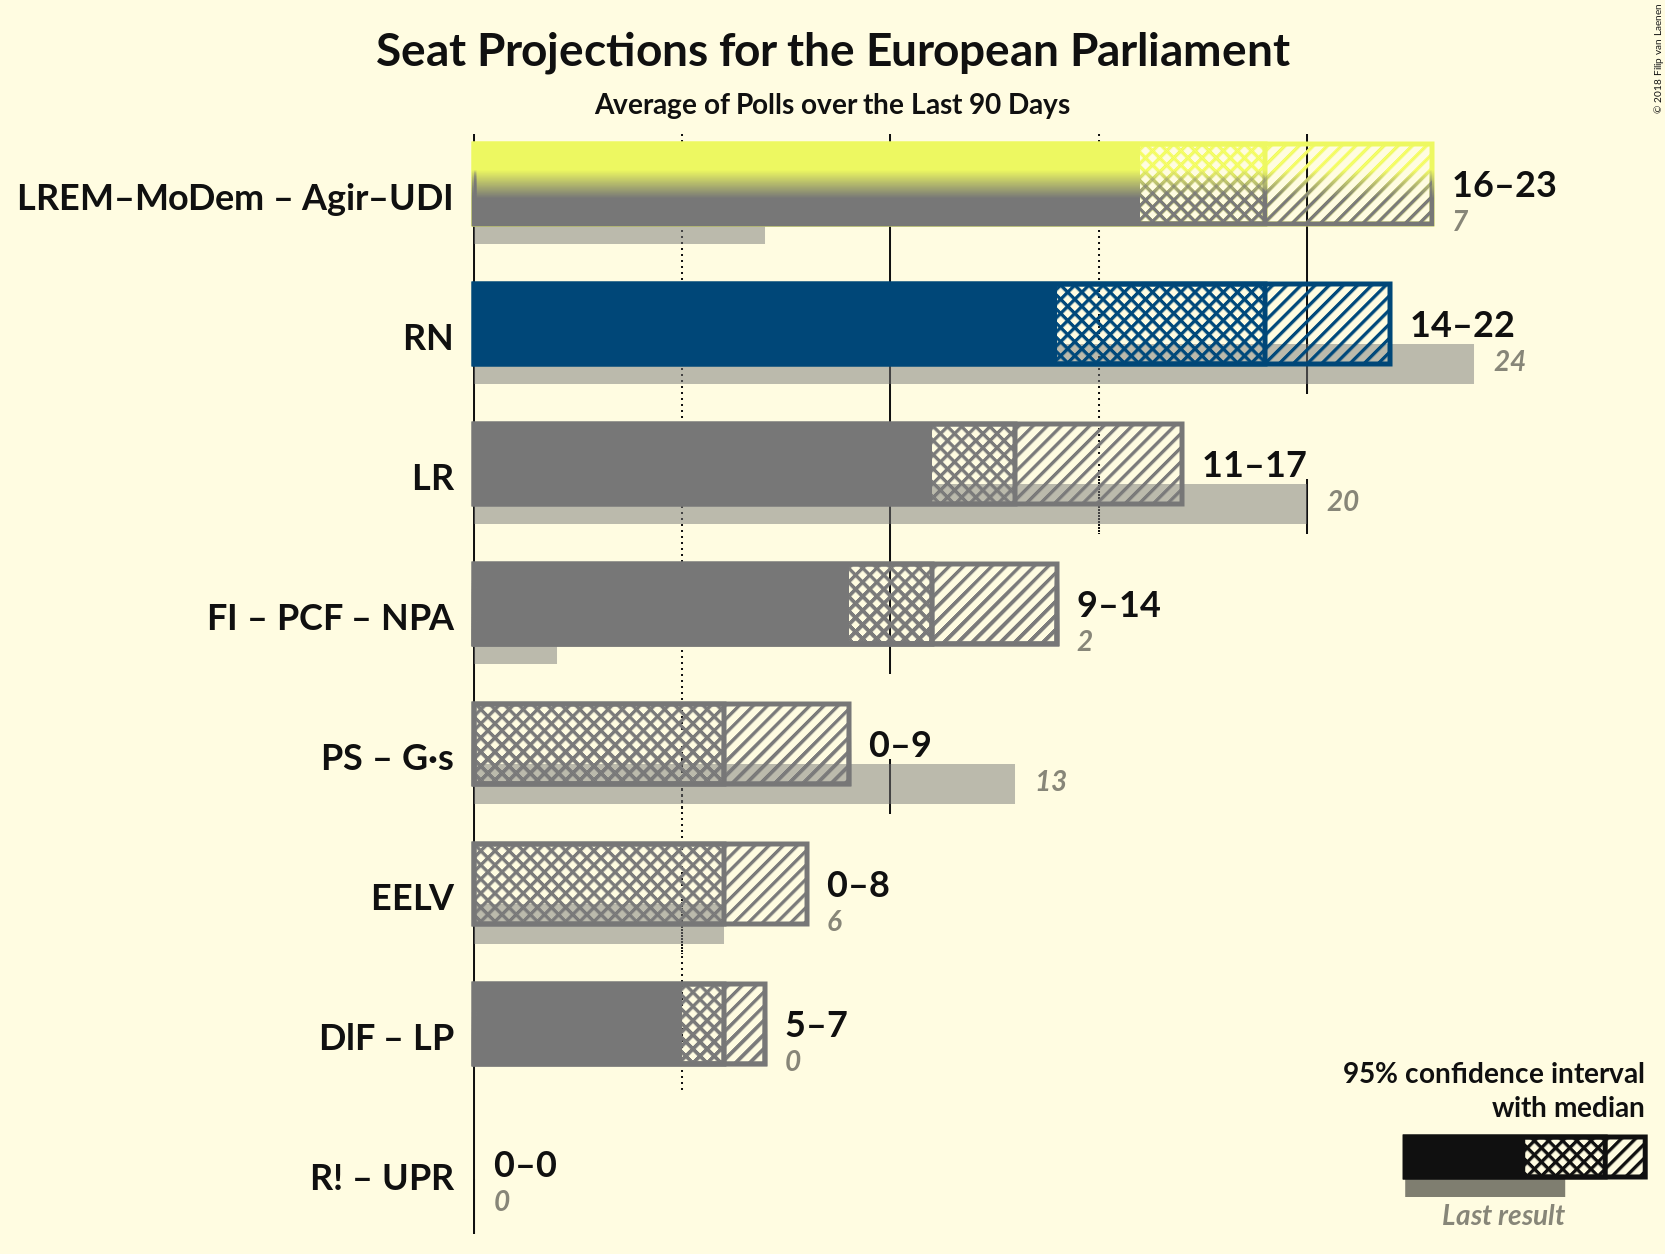 Seat Projections for the European Parliament
Average of Polls over the Last 90 Days
© 2018 Filip van Laenen
LREM–MoDem – Agir–UDI
16–23
7
RN
14–22
24
LR
11–17
20
FI – PCF – NPA
9–14
2
PS – G·s
0–9
13
EELV
0–8
6
DlF – LP
5–7
0
R! – UPR
0–0
0
95% confidence interval
with median
Last result